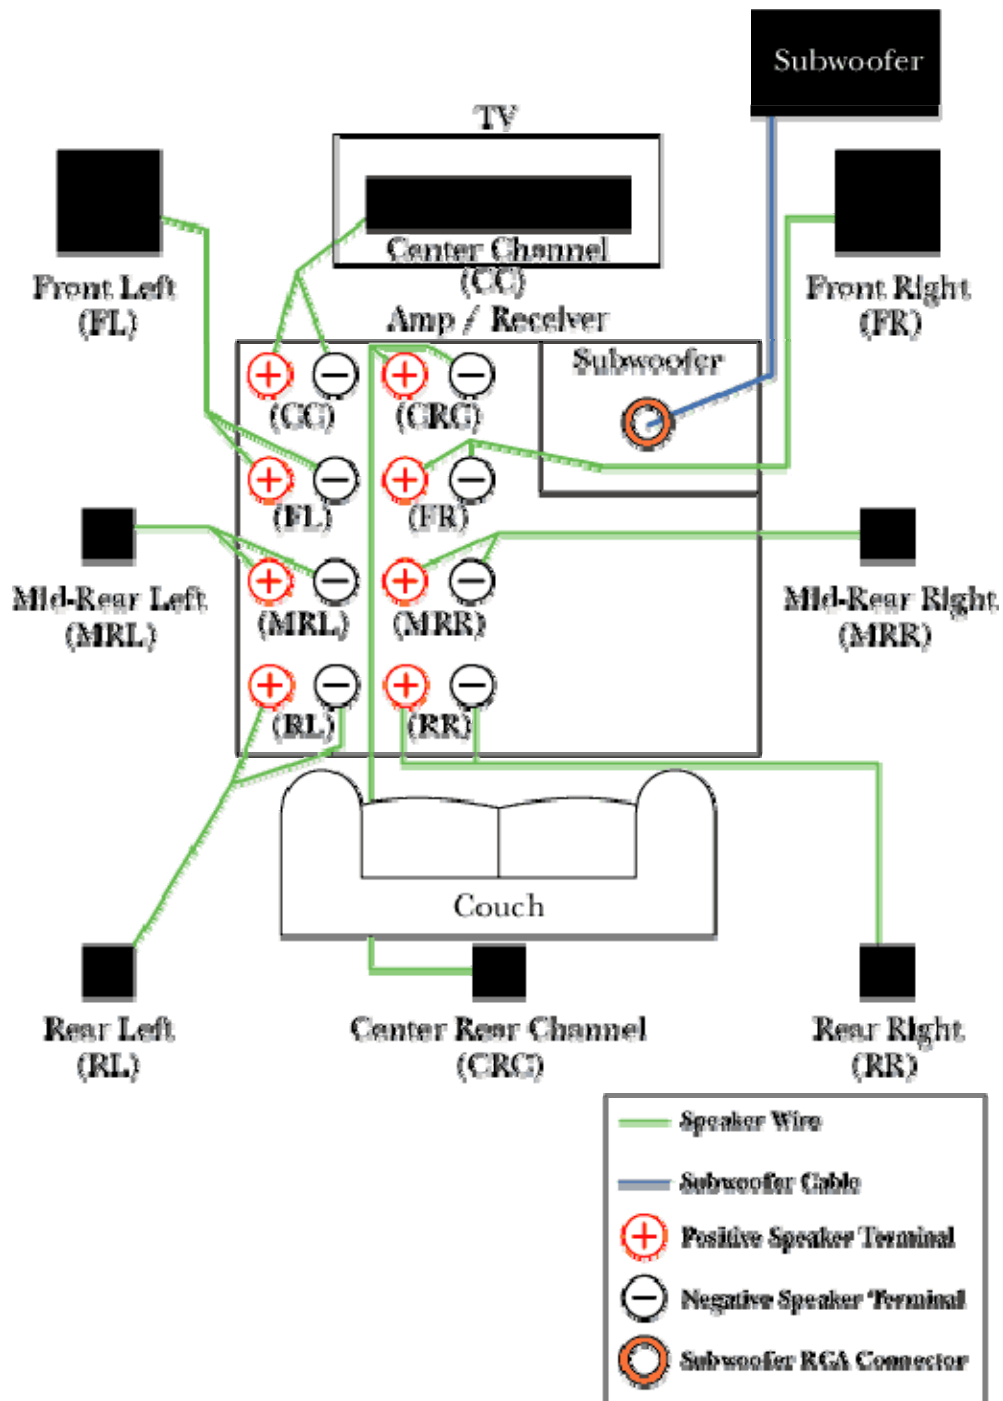 Subwoofer
TV
Center Channel
(CC)
Front Left
(FL)
Front Right
(FR)
Amp / Receiver
Subwoofer
+ − + −
(CC) (CRC)
+ − + −
(FL) (FR)
+ − + −
(MRL) (MRR)
+ − + −
(RL) (RR)
Mid-Rear Left
(MRL)
Mid-Rear Right
(MRR)
Couch
Rear Left
(RL)
Center Rear Channel
(CRC)
Rear Right
(RR)
Speaker Wire
Subwoofer Cable
+ Positive Speaker Terminal
− Negative Speaker Terminal
Subwoofer RCA Connector